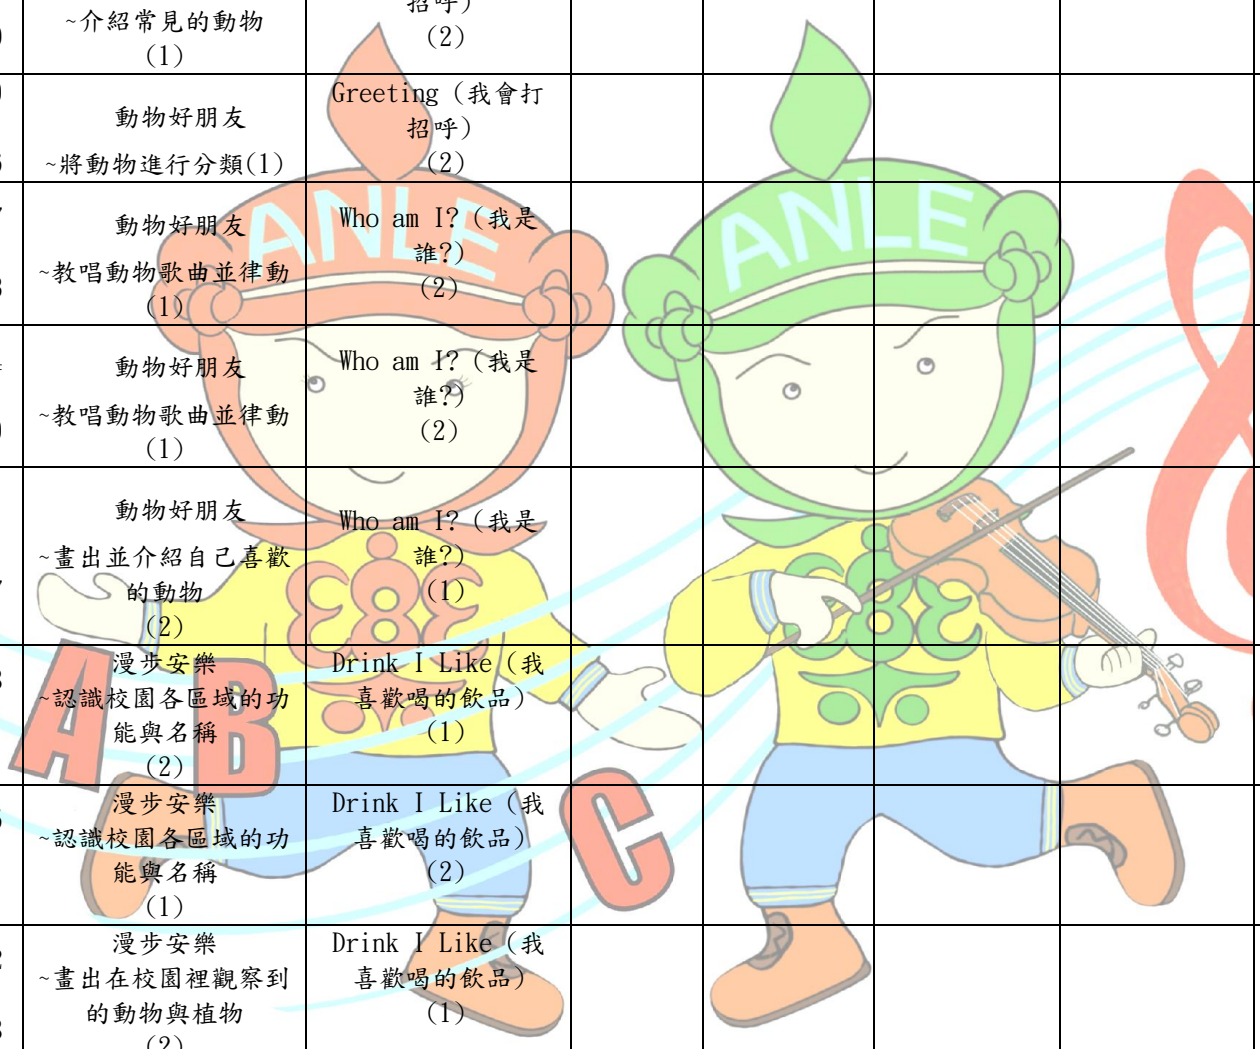 ~介紹常見的動物
(1)
招呼)
(2)
動物好朋友
~將動物進行分類(1)
Greeting (我會打
招呼)
(2)
動物好朋友
~教唱動物歌曲並律動
(1)
Who am I? (我是
誰?)
(2)
動物好朋友
~教唱動物歌曲並律動
(1)
Who am I? (我是
誰?)
(2)
動物好朋友
~畫出並介紹自己喜歡
的動物
(2)
Who am I? (我是
誰?)
(1)
漫步安樂
~認識校園各區域的功
能與名稱
(2)
Drink I Like (我
喜歡喝的飲品)
(1)
漫步安樂
~認識校園各區域的功
能與名稱
(1)
Drink I Like (我
喜歡喝的飲品)
(2)
漫步安樂
~畫出在校園裡觀察到
的動物與植物
(2)
Drink I Like (我
喜歡喝的飲品)
(1)
ANLE
ANLE
A B C